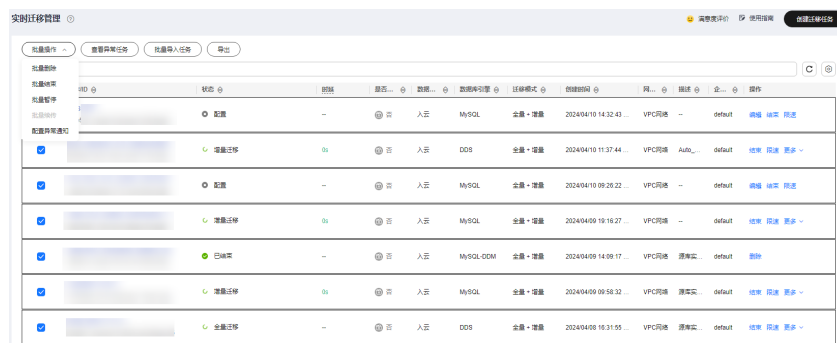 实时迁移管理
满意度评价 使用指南 创建迁移任务
批量操作 查看异常任务 批量导入任务 导出
批量删除
批量结束
批量暂停
配置异常通知
状态 时延 是否... 数据... 数据库引擎 迁移模式 创建时间 网... 描述 企... 操作
配置 -- 否 入云 MySQL 全量+增量 2024/04/10 14:32:43 ... VPC网络 -- default 编辑 结束 限速
增量迁移 0s 否 入云 DDS 全量+增量 2024/04/10 11:37:44 ... VPC网络 Auto_... default 结束 限速 更多
配置 -- 否 入云 MySQL 全量+增量 2024/04/10 09:26:22 ... VPC网络 -- default 编辑 结束 限速
增量迁移 0s 否 入云 MySQL 全量+增量 2024/04/09 19:16:27 ... VPC网络 -- default 结束 限速 更多
已结束 -- 否 入云 MySQL-DDM 全量+增量 2024/04/09 14:09:17 ... VPC网络 源库实... default 删除
增量迁移 0s 否 入云 MySQL 全量+增量 2024/04/09 09:58:32 ... VPC网络 源库实... default 结束 限速 更多
全量迁移 -- 否 入云 DDS 全量+增量 2024/04/08 16:31:55 ... VPC网络 源库实... default 结束 限速 更多